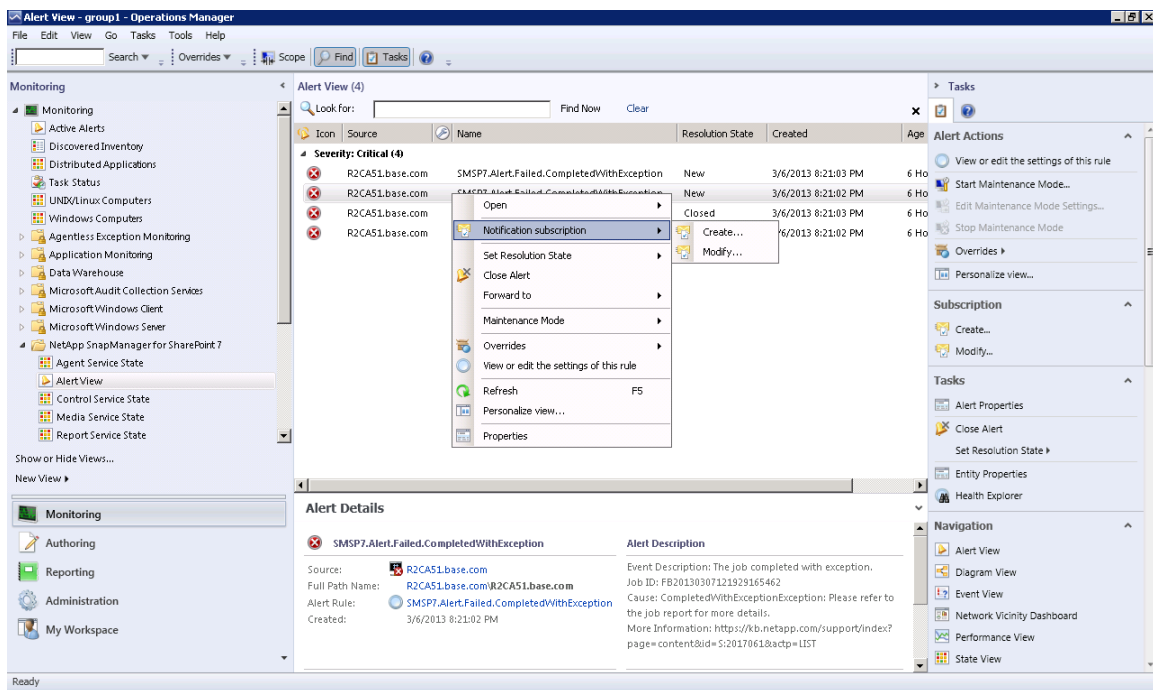 Alert View - group1 - Operations Manager
File Edit View Go Tasks Tools Help
Search Overrides Scope Find Tasks
Monitoring
Monitoring
Active Alerts
Discovered Inventory
Distributed Applications
Task Status
UNIX/Linux Computers
Windows Computers
Agentless Exception Monitoring
Application Monitoring
Data Warehouse
Microsoft Audit Collection Services
Microsoft Windows Client
Microsoft Windows Server
NetApp SnapManager for SharePoint 7
Agent Service State
Alert View
Control Service State
Media Service State
Report Service State
Show or Hide Views...
New View
Monitoring
Authoring
Reporting
Administration
My Workspace
Alert View (4)
Look for: Find Now Clear
Icon Source Name Resolution State Created Age
Severity: Critical (4)
R2CA51.base.com SMSP7.Alert.Failed.CompletedWithException New 3/6/2013 8:21:03 PM 6 Ho
R2CA51.base.com SMSP7.Alert.Failed.CompletedWithException New 3/6/2013 8:21:02 PM 6 Ho
R2CA51.base.com Closed 3/6/2013 8:21:03 PM 6 Ho
R2CA51.base.com /6/2013 8:21:02 PM 6 Ho
Open
Notification subscription
Set Resolution State
Close Alert
Forward to
Maintenance Mode
Overrides
View or edit the settings of this rule
Refresh F5
Personalize view...
Properties
Create...
Modify...
Alert Details
SMSP7.Alert.Failed.CompletedWithException
Source: R2CA51.base.com
Full Path Name: R2CA51.base.com\R2CA51.base.com
Alert Rule: SMSP7.Alert.Failed.CompletedWithException
Created: 3/6/2013 8:21:02 PM
Alert Description
Event Description: The job completed with exception.
Job ID: FB20130307121929165462
Cause: CompletedWithExceptionException: Please refer to
the job report for more details.
More Information: https://kb.netapp.com/support/index?
page=content&id=S:2017061&actp=LIST
Tasks
Alert Actions
View or edit the settings of this rule
Start Maintenance Mode...
Edit Maintenance Mode Settings...
Stop Maintenance Mode
Overrides
Personalize view...
Subscription
Create...
Modify...
Tasks
Alert Properties
Close Alert
Set Resolution State
Entity Properties
Health Explorer
Navigation
Alert View
Diagram View
Event View
Network Vicinity Dashboard
Performance View
State View
Ready